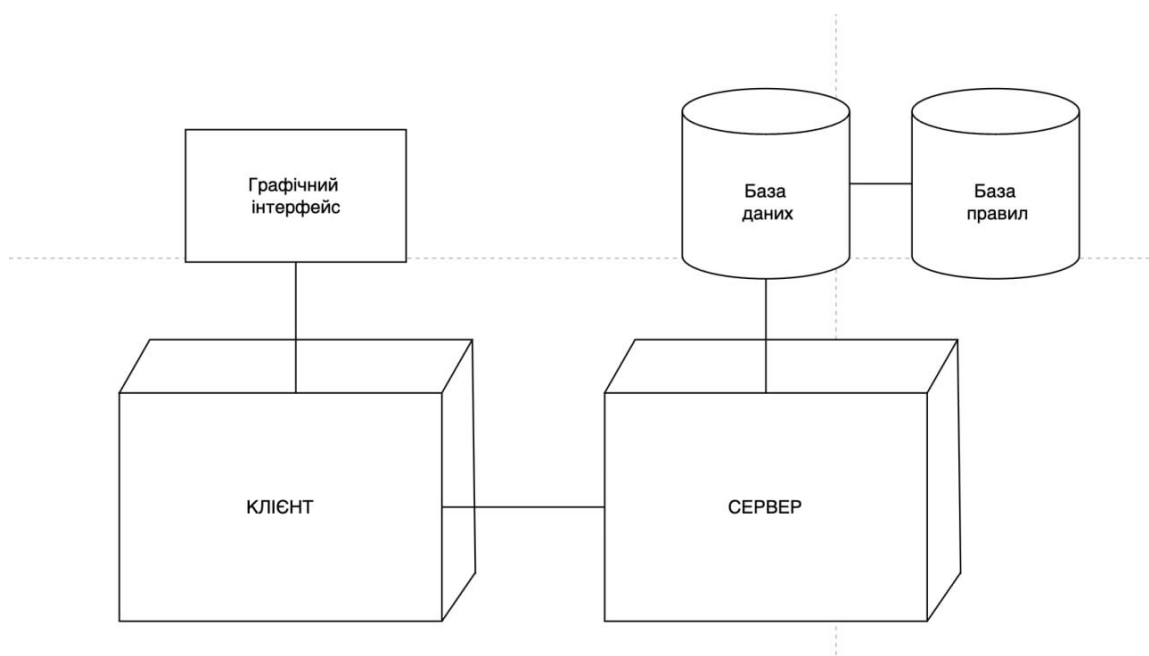 Графічний
інтерфейс
База
даних
База
правил
КЛІЄНТ
СЕРВЕР